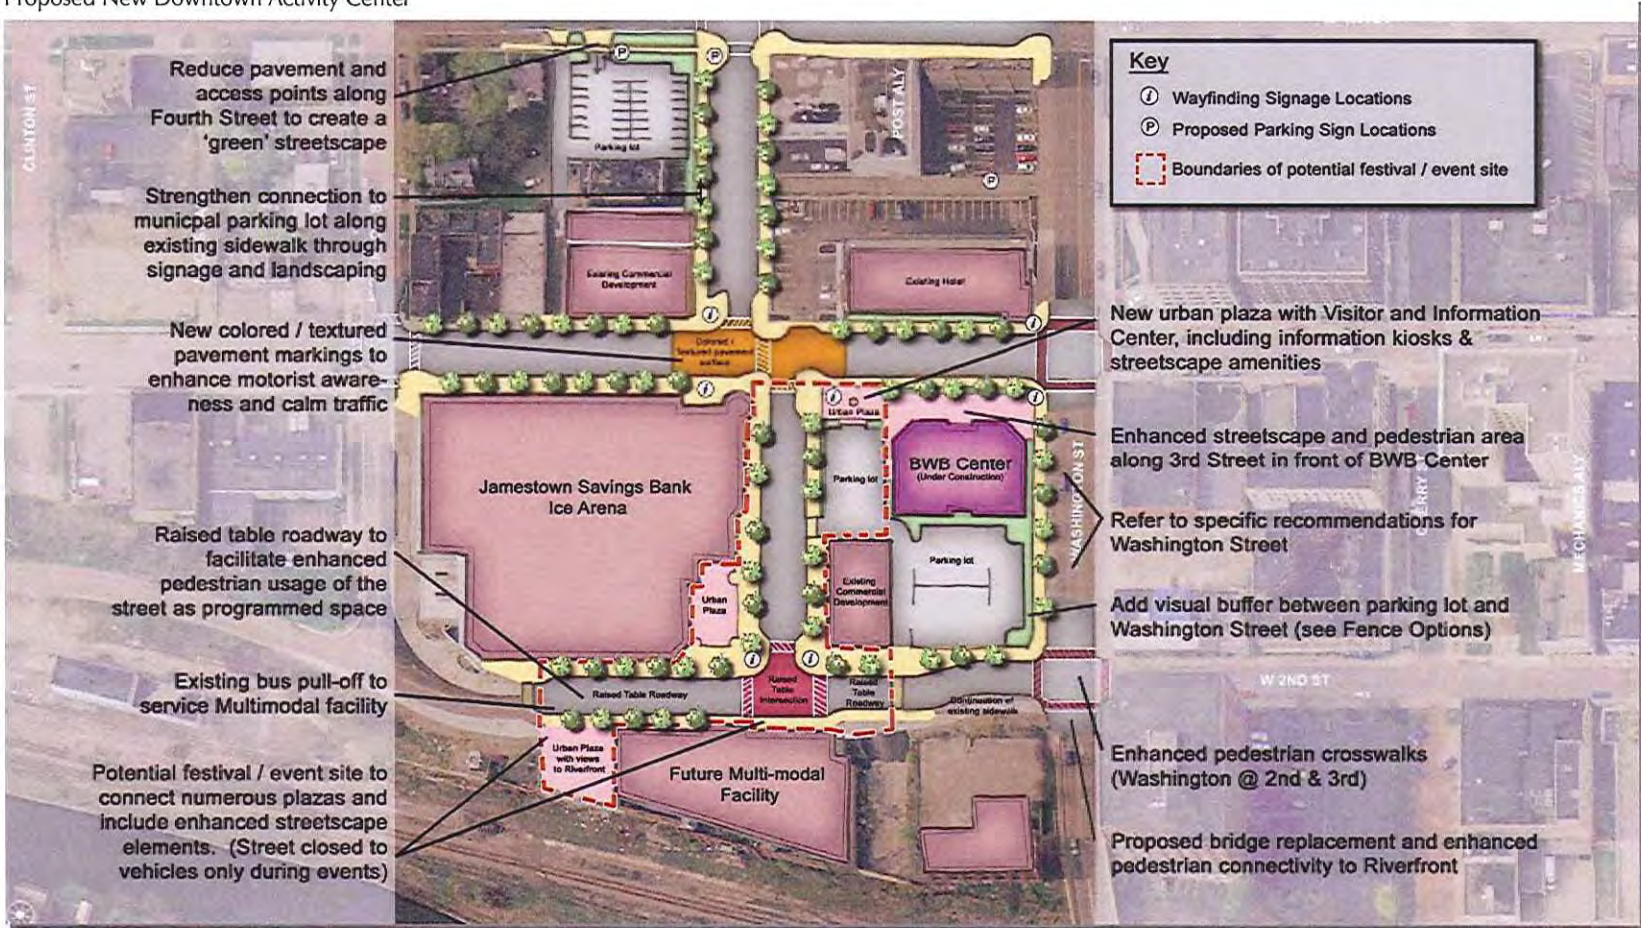 Proposed New Downtown Activity Center
Reduce pavement and
access points along
Fourth Street to create a
'green' streetscape
Strengthen connection to
municpal parking lot along
existing sidewalk through
signage and landscaping
New colored / textured
pavement markings to
enhance motorist aware-
ness and calm traffic
Raised table roadway to
facilitate enhanced
pedestrian usage of the
street as programmed space
Existing bus pull-off to
service Multimodal facility
Potential festival / event site to
connect numerous plazas and
include enhanced streetscape
elements. (Street closed to
vehicles only during events)
CLINTON ST
P
P
Parking lot
POST ALY
P
Existing Commercial
Development
Existing Hotel
i
i
Colored /
Textured pavement
surface
i
i
i
Urban Plaza
Jamestown Savings Bank
Ice Arena
Parking lot
BWB Center
(Under Construction)
Parking lot
Existing
Commercial
Development
Urban
Plaza
i
i
Raised Table Roadway
Raised
Table
Intersection
Raised
Table
Roadway
Continuation of
existing sidewalk
Urban Plaza
with views
to Riverfront
Future Multi-modal
Facility
WASHINGTON ST
W 2ND ST
CHERRY
MECHANICS ALY
Key
i Wayfinding Signage Locations
P Proposed Parking Sign Locations
Boundaries of potential festival / event site
New urban plaza with Visitor and Information
Center, including information kiosks &
streetscape amenities
Enhanced streetscape and pedestrian area
along 3rd Street in front of BWB Center
Refer to specific recommendations for
Washington Street
Add visual buffer between parking lot and
Washington Street (see Fence Options)
Enhanced pedestrian crosswalks
(Washington @ 2nd & 3rd)
Proposed bridge replacement and enhanced
pedestrian connectivity to Riverfront